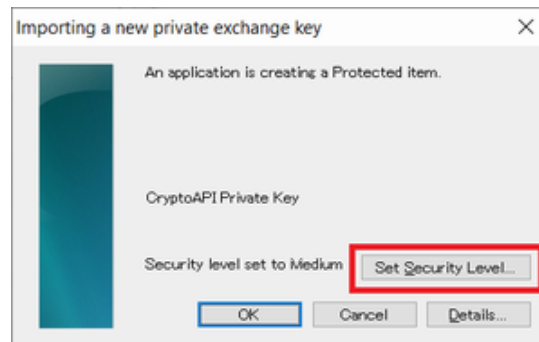 Importing a new private exchange key
An application is creating a Protected item.
CryptoAPI Private Key
Security level set to Medium
Set Security Level...
OK
Cancel
Details...